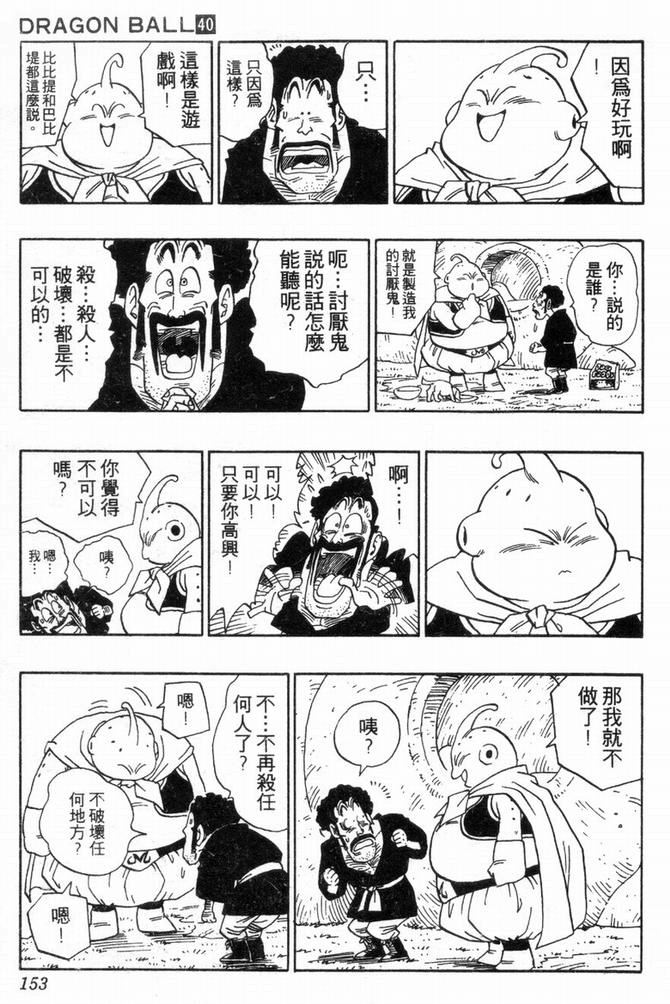 DRAGON BALL 40
因爲好玩啊
！
只…
只因爲
這樣？
這樣是遊
戲啊！
比比提和巴比
堤都這麼說。
你…說的
是誰？
就是製造我
的討厭鬼！
呃…討厭鬼
說的話怎麼
能聽呢？
殺…殺人…
破壞…都是不
可以的…
啊…！
可以！
可以！
只要你高興！
你覺得
不可以
嗎？
咦？
嗯…
我…
那我就不
做了！
咦？
不…不再殺任
何人了？
嗯！
不破壞任
何地方？
嗯！
153